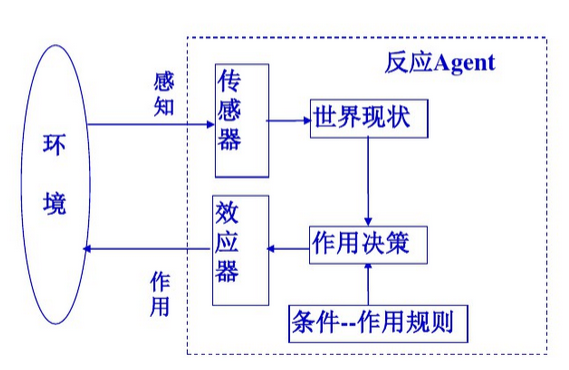 反应Agent
感知
传感器
世界现状
环境
效应器
作用决策
作用
条件--作用规则